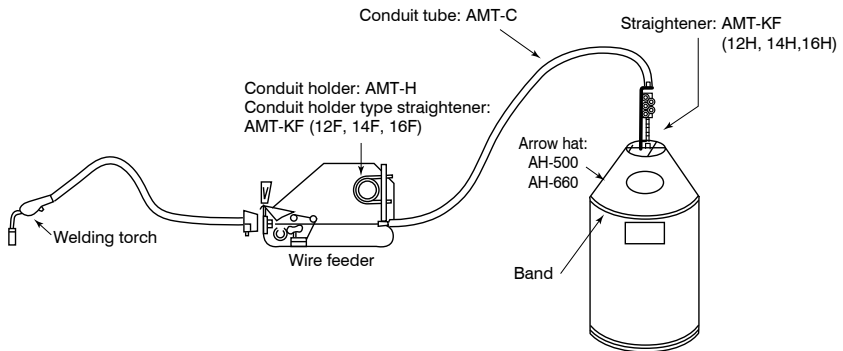 Conduit tube: AMT-C
Straightener: AMT-KF
(12H, 14H,16H)
Conduit holder: AMT-H
Conduit holder type straightener:
AMT-KF (12F, 14F, 16F)
Arrow hat:
AH-500
AH-660
Welding torch
Wire feeder
Band